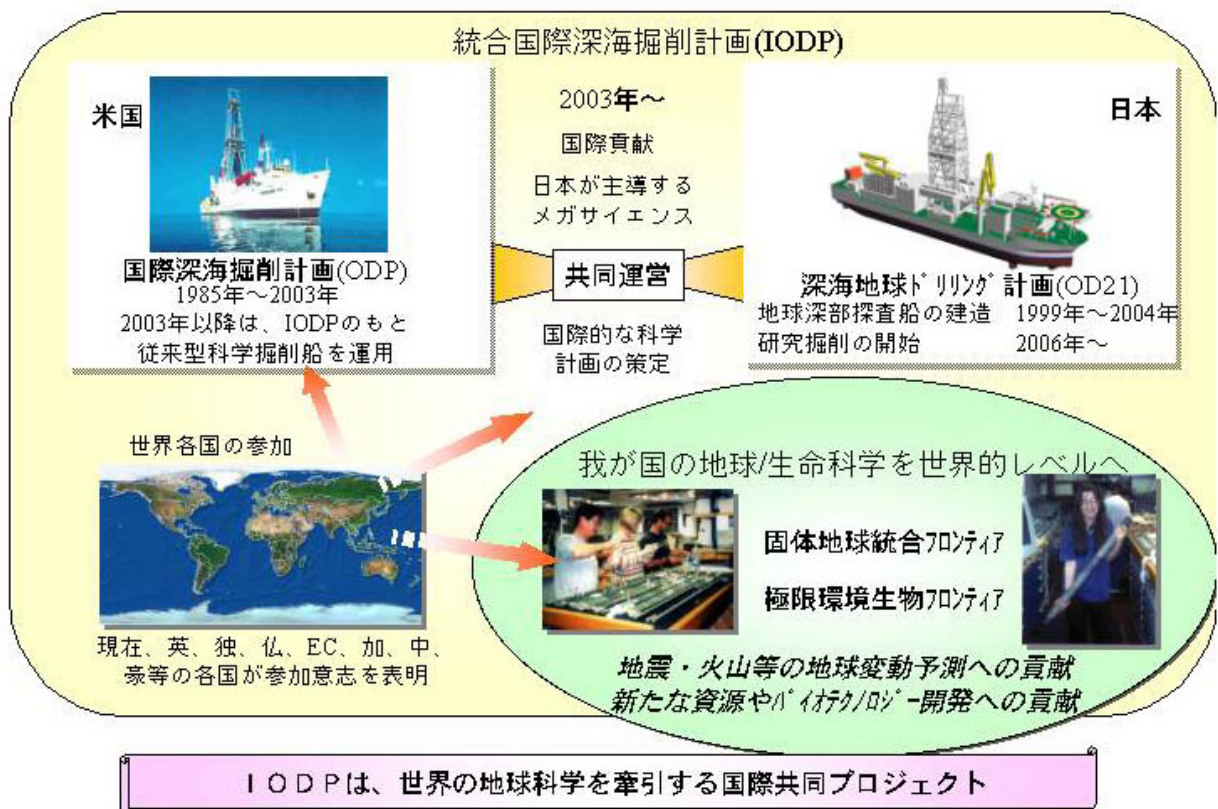 統合国際深海掘削計画(IODP)
米国
国際深海掘削計画(ODP)
1985年～2003年
2003年以降は、IODPのもと
従来型科学掘削船を運用
2003年～
国際貢献
日本が主導する
メガサイエンス
共同運営
国際的な科学
計画の策定
日本
深海地球ﾄﾞﾘﾘﾝｸﾞ計画(OD21)
地球深部探査船の建造 1999年～2004年
研究掘削の開始 2006年～
世界各国の参加
現在、英、独、仏、EC、加、中、
豪等の各国が参加意志を表明
我が国の地球/生命科学を世界的レベルへ
固体地球統合ﾌﾛﾝﾃｨｱ
極限環境生物ﾌﾛﾝﾃｨｱ
地震・火山等の地球変動予測への貢献
新たな資源やﾊﾞｲｵﾃｸﾉﾛｼﾞｰ開発への貢献
ＩＯＤＰは、世界の地球科学を牽引する国際共同プロジェクト